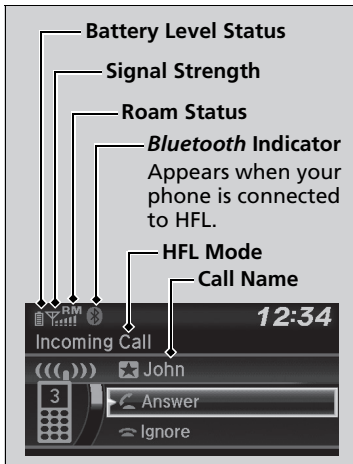 Battery Level Status
Signal Strength
Roam Status
Bluetooth Indicator
Appears when your
phone is connected
to HFL.
HFL Mode
Call Name
RM
12:34
Incoming Call
John
3
Answer
Ignore